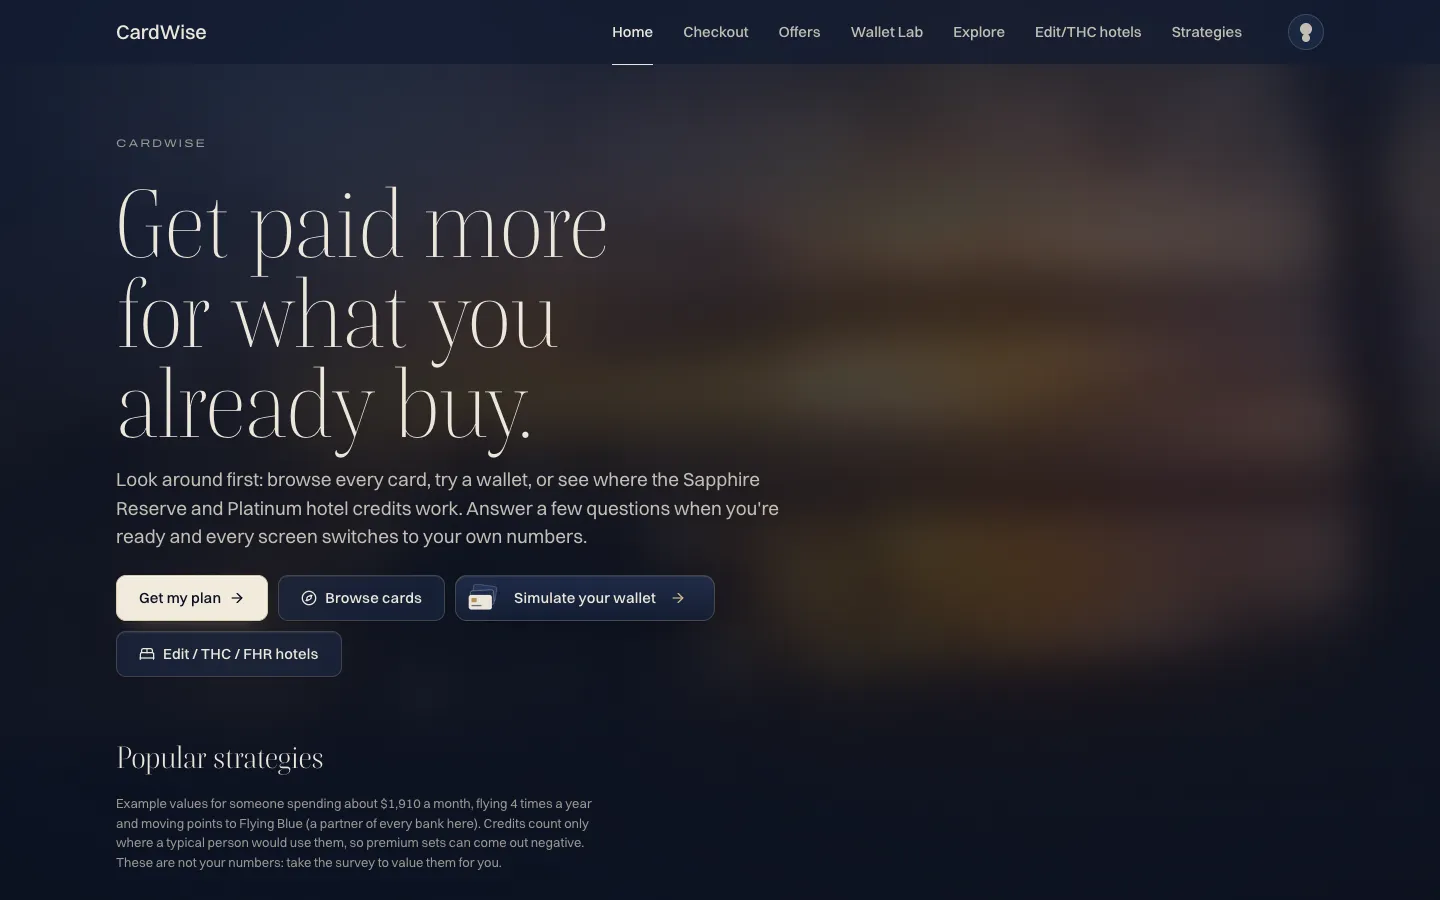 CardWise
Home
Checkout
Offers
Wallet Lab
Explore
Edit/THC hotels
Strategies
CARDWISE
Get paid more
for what you
already buy.
Look around first: browse every card, try a wallet, or see where the Sapphire
Reserve and Platinum hotel credits work. Answer a few questions when you're
ready and every screen switches to your own numbers.
Get my plan
Browse cards
Simulate your wallet
Edit / THC / FHR hotels
Popular strategies
Example values for someone spending about $1,910 a month, flying 4 times a year
and moving points to Flying Blue (a partner of every bank here). Credits count only
where a typical person would use them, so premium sets can come out negative.
These are not your numbers: take the survey to value them for you.